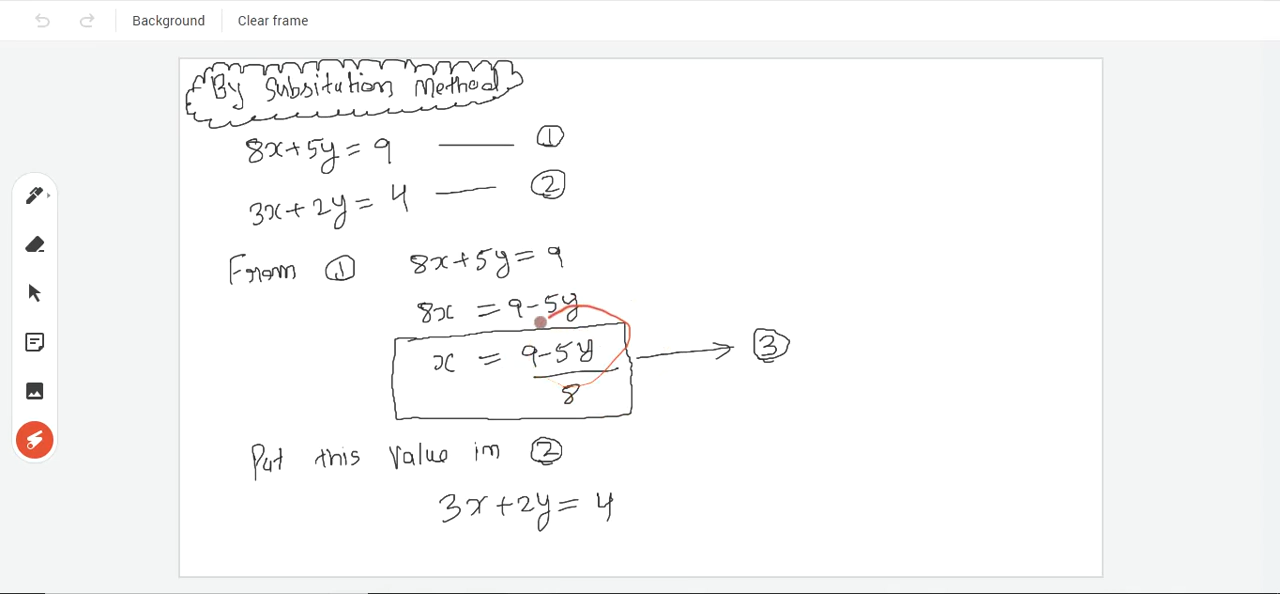 Background Clear frame
By Subsitution Method
8x+5y=9 —— ①
3x+2y=4 —— ②
From ① 8x+5y=9
8x = 9-5y
x = 9-5y/8 → ③
Put this Value in ②
3x+2y=4